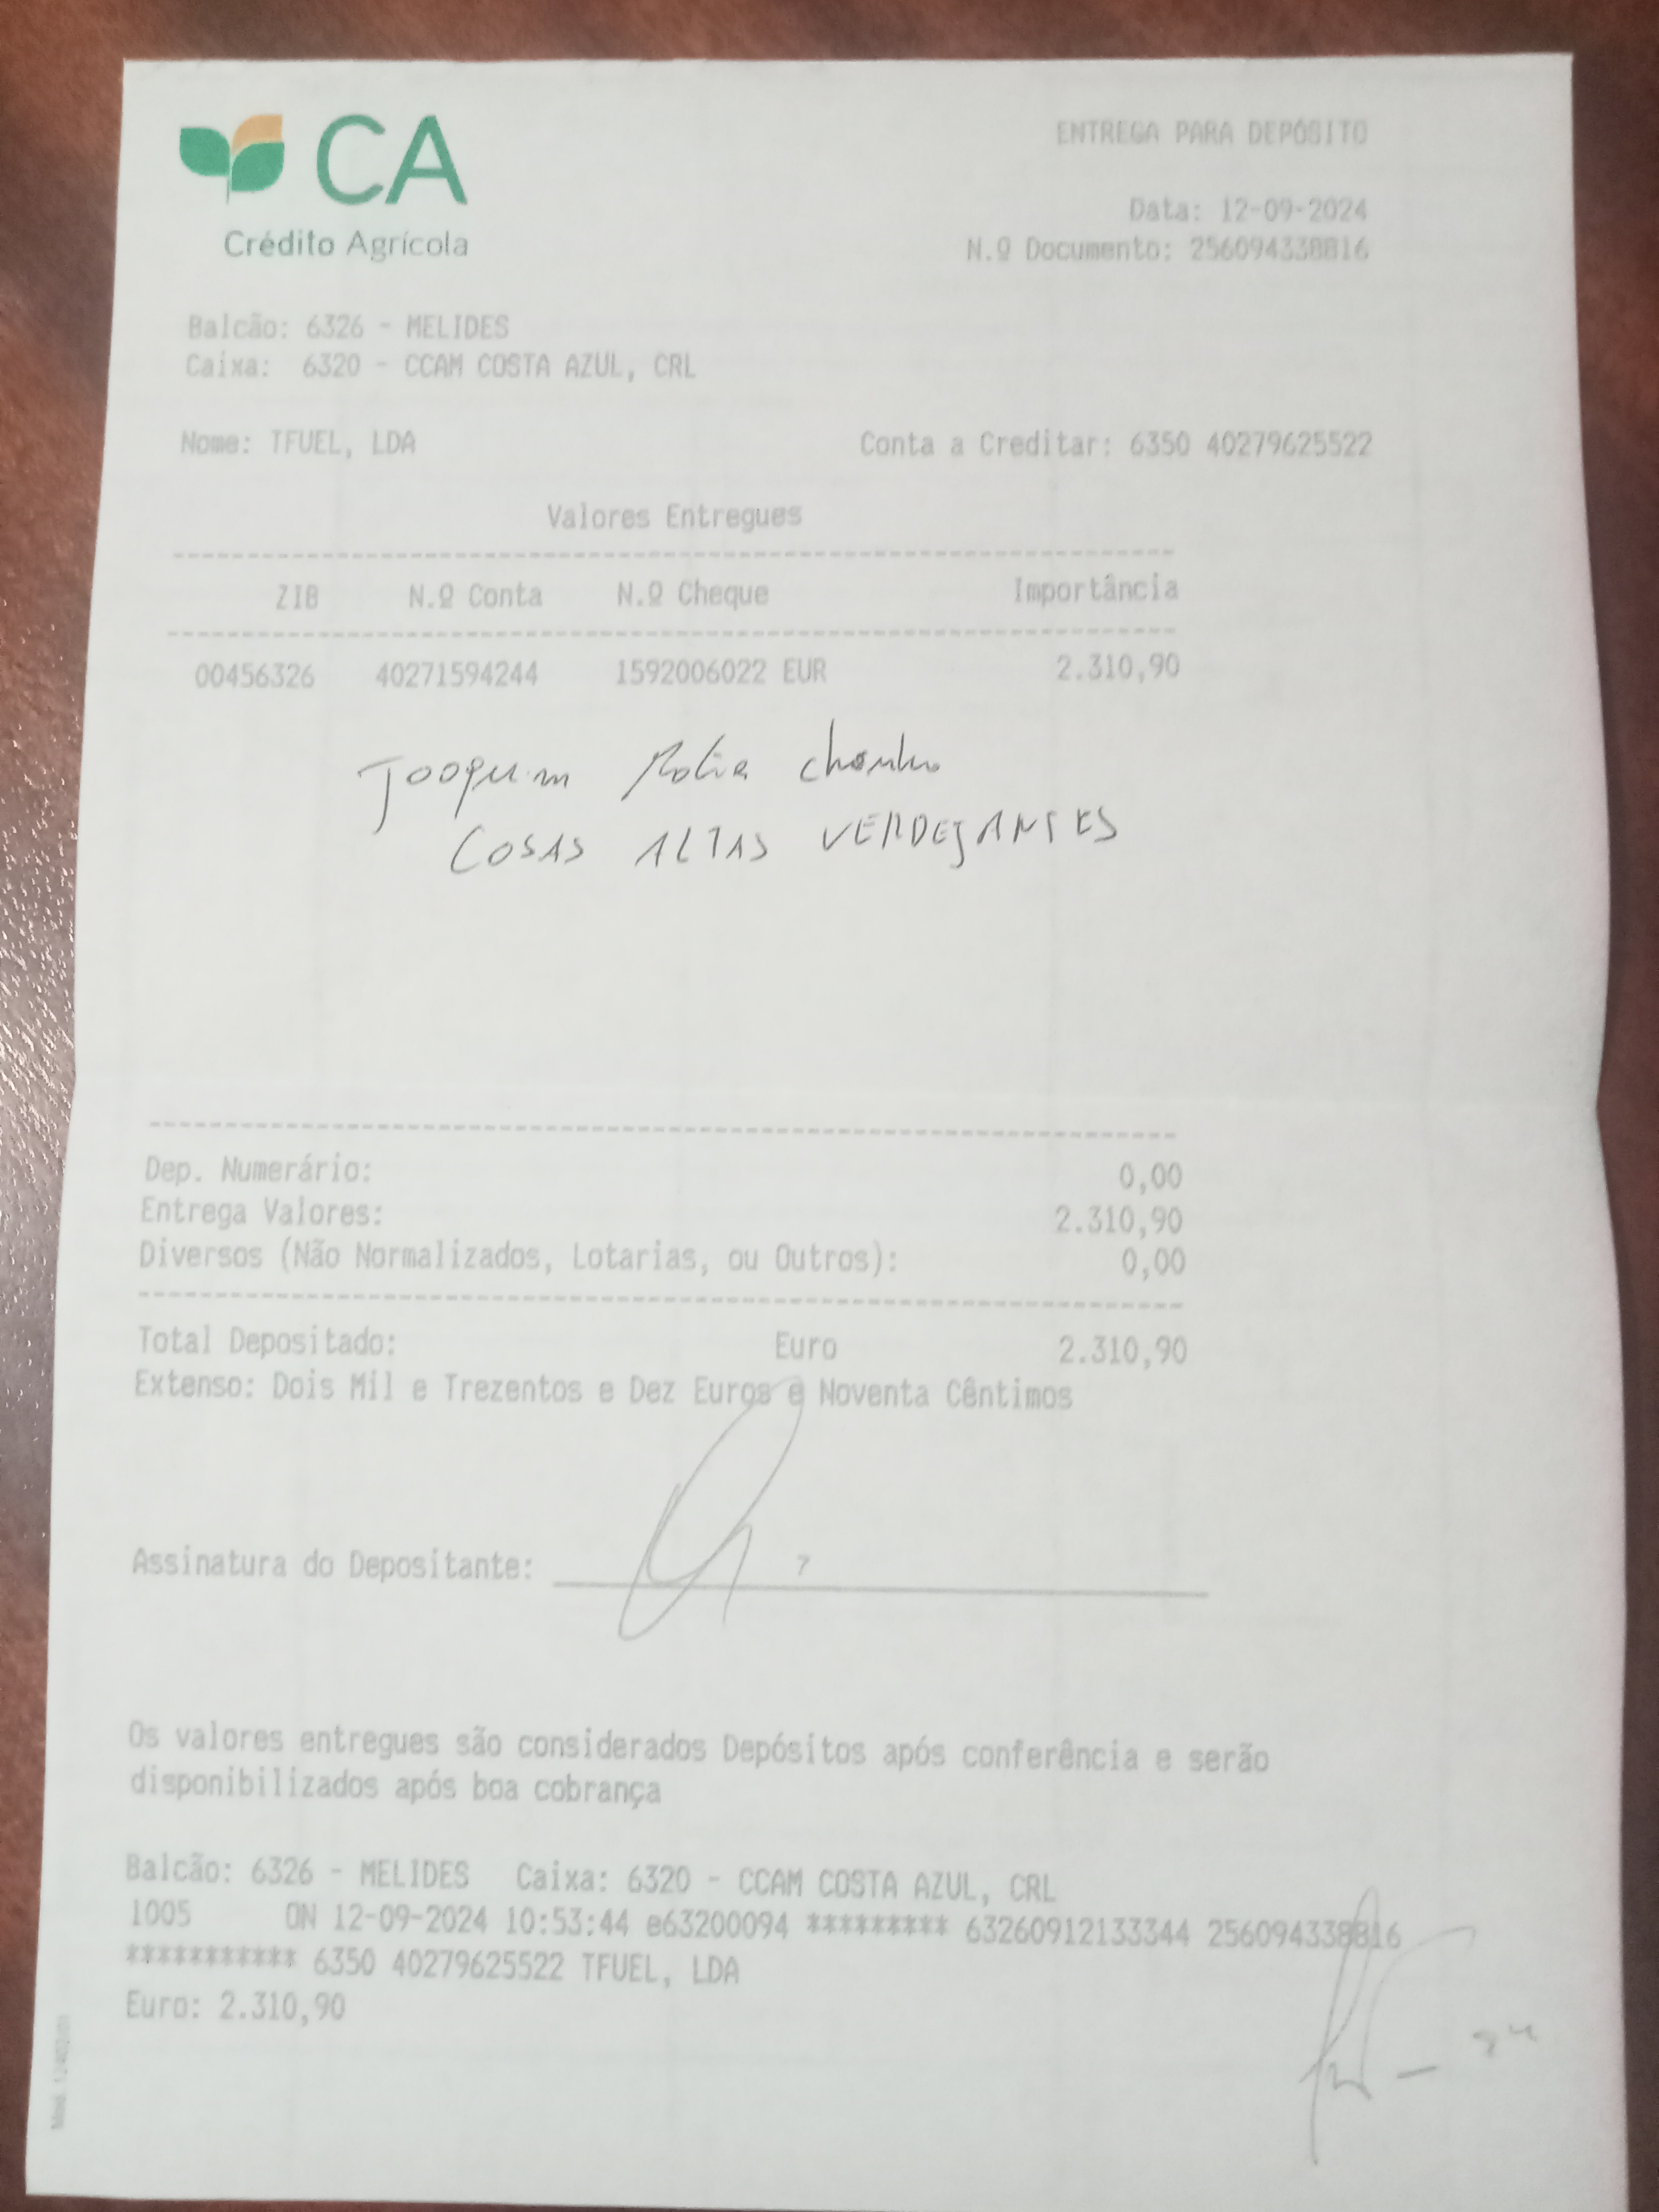 CA
Crédito Agrícola
ENTREGA PARA DEPÓSITO
Data: 12-09-2024
N.º Documento: 256094338816
Balcão: 6326 - MELIDES
Caixa: 6320 - CCAM COSTA AZUL, CRL
Nome: TFUEL, LDA Conta a Creditar: 6350 40279625522
Valores Entregues
ZIB N.º Conta N.º Cheque Importância
00456326 40271594244 1592006022 EUR 2.310,90
Joaquim
COSAS ALTAS VERDEJANTES
Dep. Numerário: 0,00
Entrega Valores: 2.310,90
Diversos (Não Normalizados, Lotarias, ou Outros): 0,00
Total Depositado: Euro 2.310,90
Extenso: Dois Mil e Trezentos e Dez Euros e Noventa Cêntimos
Assinatura do Depositante:
Os valores entregues são considerados Depósitos após conferência e serão
disponibilizados após boa cobrança
Balcão: 6326 - MELIDES Caixa: 6320 - CCAM COSTA AZUL, CRL
1005 ON 12-09-2024 10:53:44 e63200094 ********* 63260912133344 256094338816
*********** 6350 40279625522 TFUEL, LDA
Euro: 2.310,90